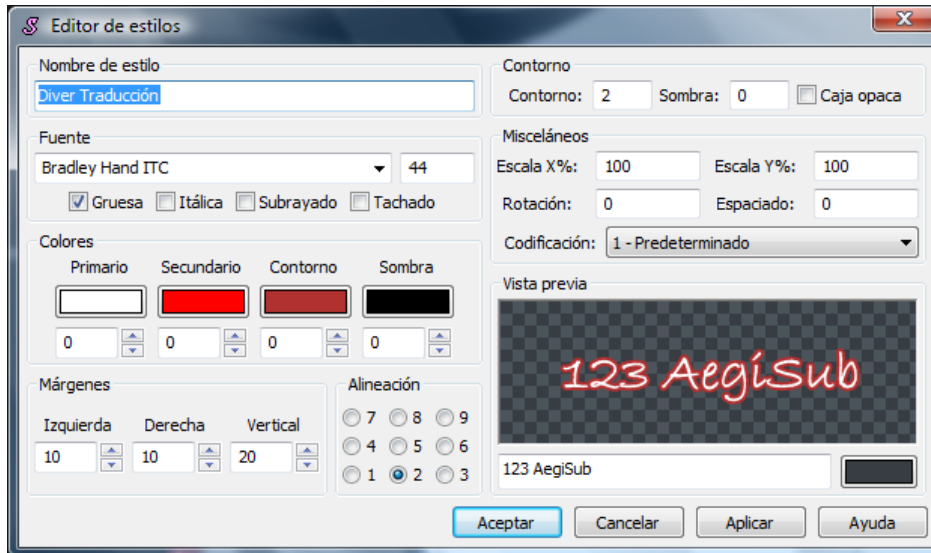 Editor de estilos
Nombre de estilo
Diver Traducción
Fuente
Bradley Hand ITC 44
Gruesa Itálica Subrayado Tachado
Colores
Primario Secundario Contorno Sombra
0 0 0 0
Márgenes
Izquierda Derecha Vertical
10 10 20
Alineación
7 8 9
4 5 6
1 2 3
Contorno
Contorno: 2 Sombra: 0 Caja opaca
Misceláneos
Escala X%: 100 Escala Y%: 100
Rotación: 0 Espaciado: 0
Codificación: 1 - Predeterminado
Vista previa
123 AegiSub
123 AegiSub
Aceptar Cancelar Aplicar Ayuda